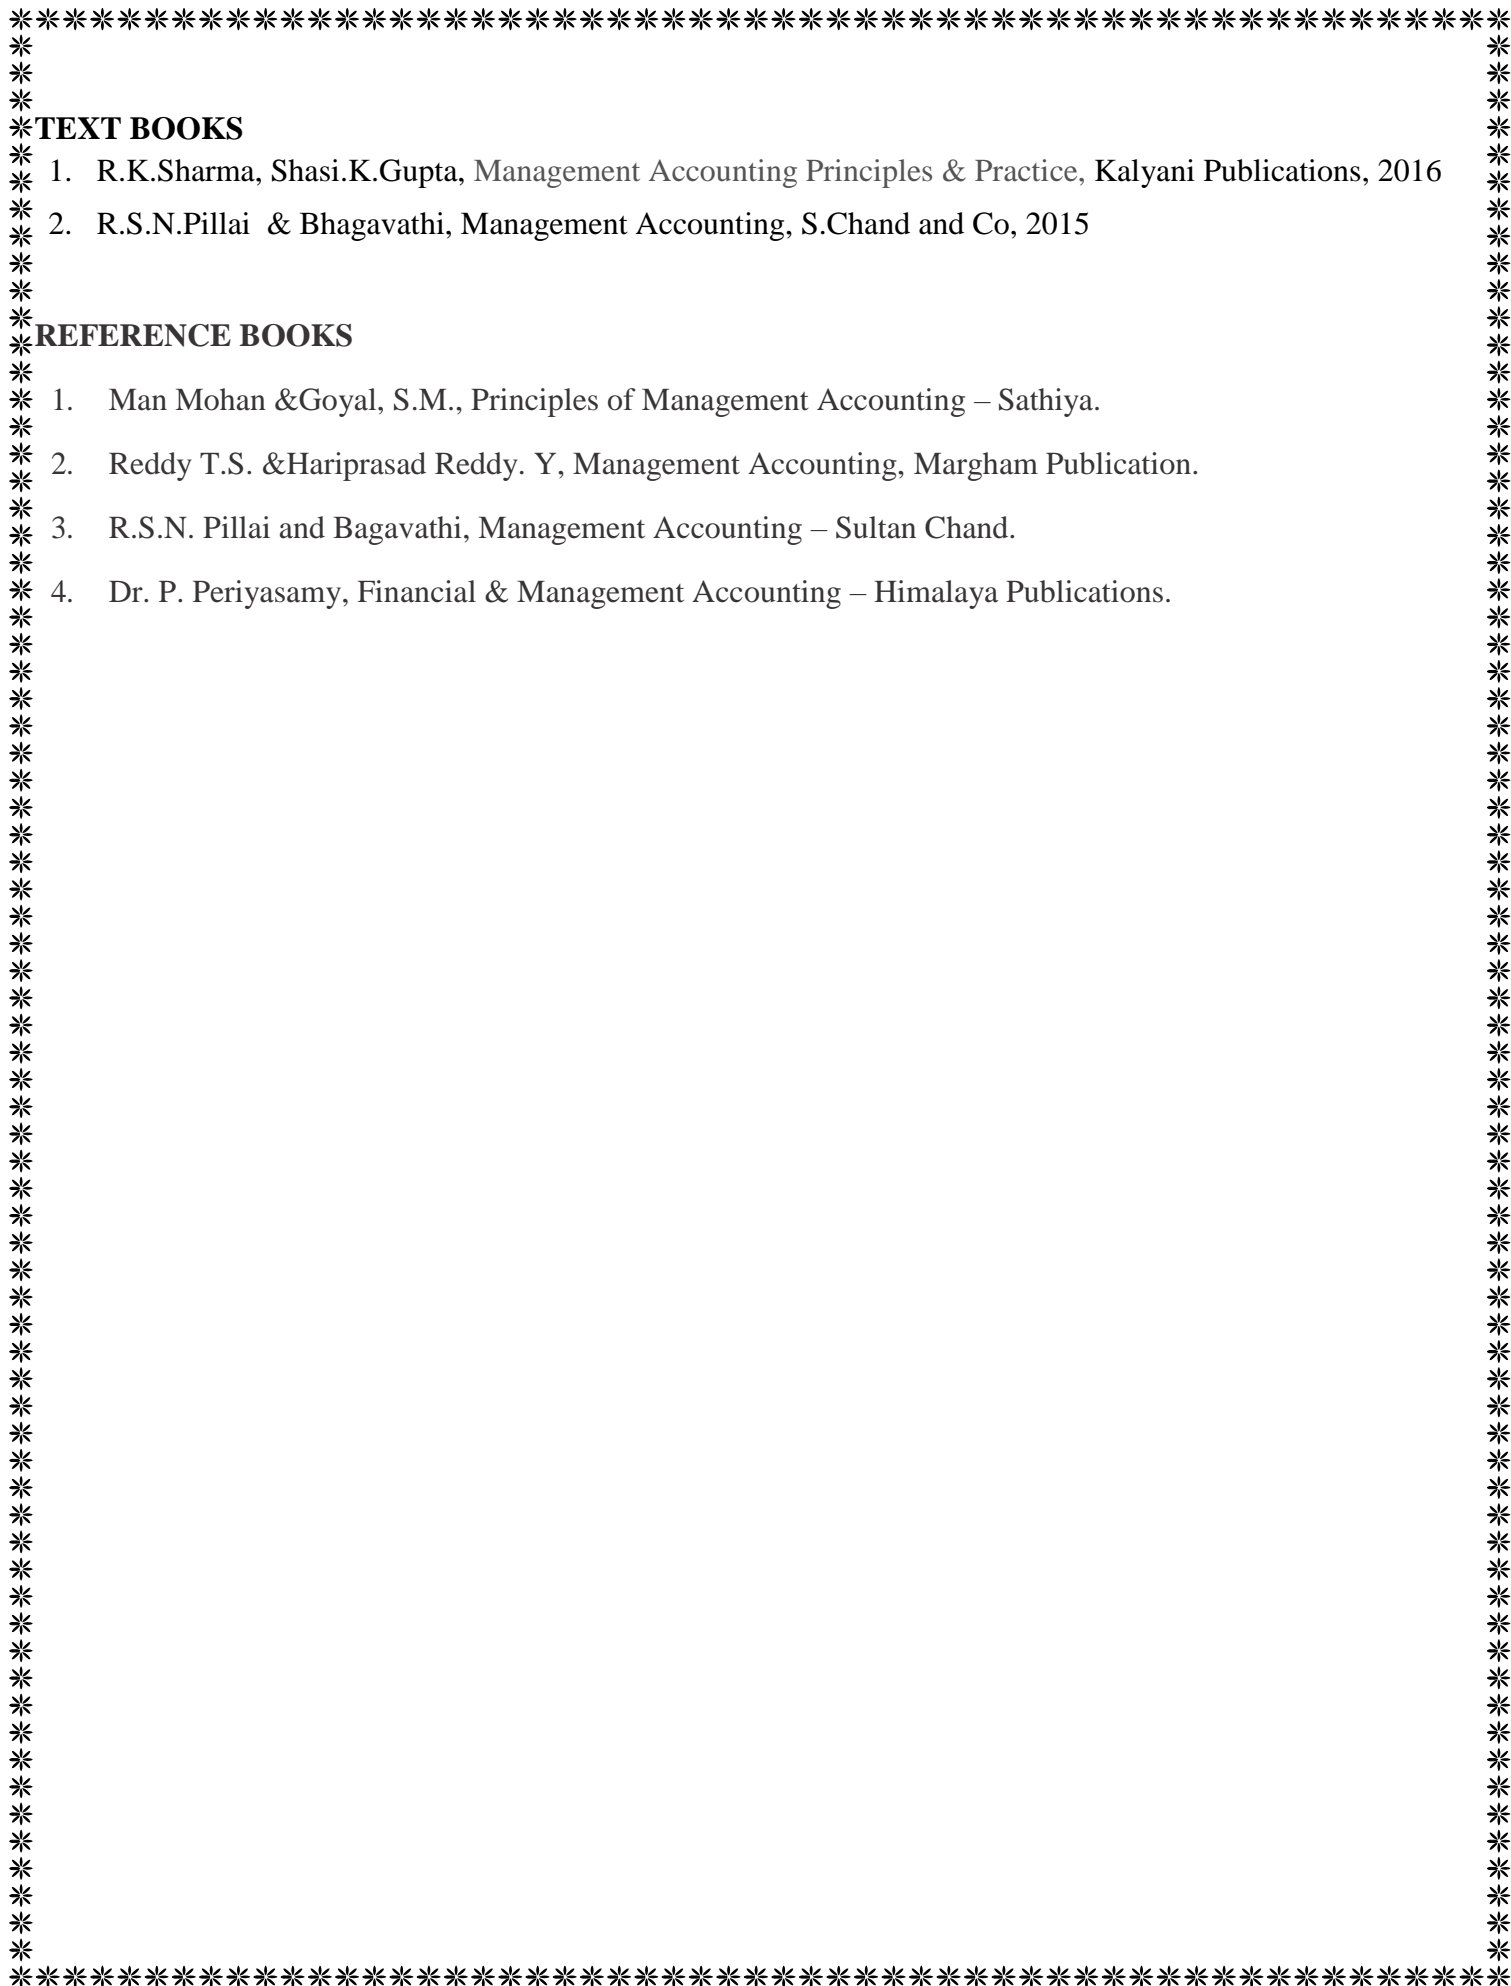 TEXT BOOKS
1. R.K.Sharma, Shasi.K.Gupta, Management Accounting Principles & Practice, Kalyani Publications, 2016
2. R.S.N.Pillai & Bhagavathi, Management Accounting, S.Chand and Co, 2015
REFERENCE BOOKS
1. Man Mohan &Goyal, S.M., Principles of Management Accounting – Sathiya.
2. Reddy T.S. &Hariprasad Reddy. Y, Management Accounting, Margham Publication.
3. R.S.N. Pillai and Bagavathi, Management Accounting – Sultan Chand.
4. Dr. P. Periyasamy, Financial & Management Accounting – Himalaya Publications.